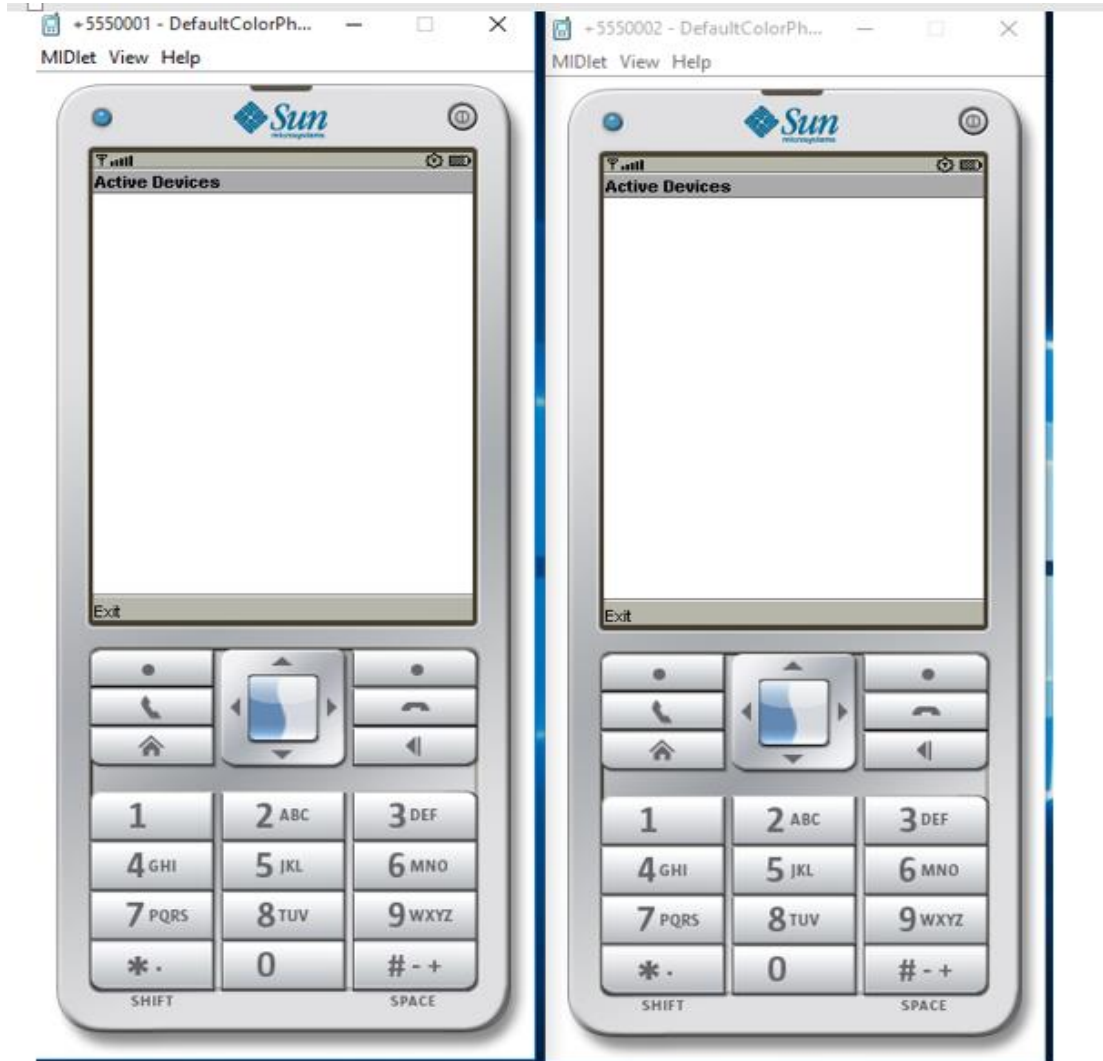 +5550001 - DefaultColorPh...
MIDlet View Help
Sun
microsystems
Active Devices
Exit
1 2 ABC 3 DEF
4 GHI 5 JKL 6 MNO
7 PQRS 8 TUV 9 WXYZ
* . 0 # - +
SHIFT SPACE
+5550002 - DefaultColorPh...
MIDlet View Help
Sun
microsystems
Active Devices
Exit
1 2 ABC 3 DEF
4 GHI 5 JKL 6 MNO
7 PQRS 8 TUV 9 WXYZ
* . 0 # - +
SHIFT SPACE